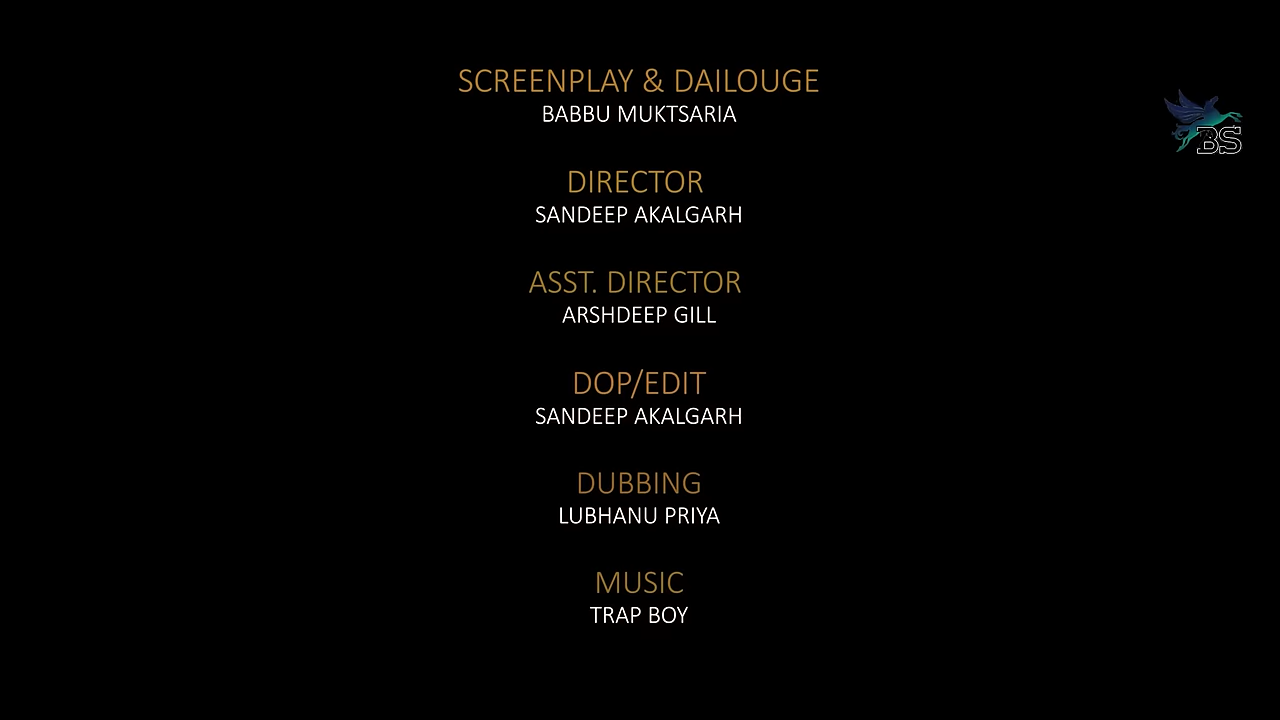 SCREENPLAY & DAILOUGE
BABBU MUKTSARIA
BS
DIRECTOR
SANDEEP AKALGARH
ASST. DIRECTOR
ARSHDEEP GILL
DOP/EDIT
SANDEEP AKALGARH
DUBBING
LUBHANU PRIYA
MUSIC
TRAP BOY